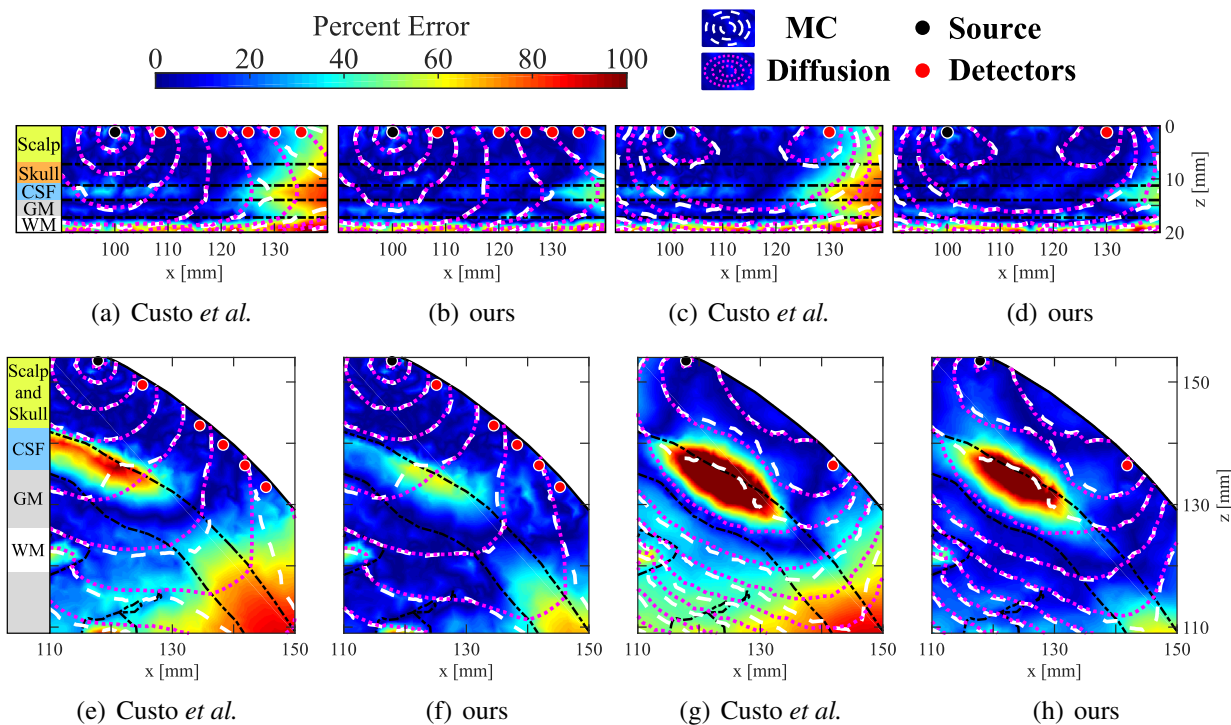 Percent Error
0 20 40 60 80 100
MC
Diffusion
Source
Detectors
Scalp
Skull
CSF
GM
WM
0
10
20
z [mm]
100 110 120 130
100 110 120 130
100 110 120 130
100 110 120 130
x [mm]
x [mm]
x [mm]
x [mm]
(a) Custo et al.
(b) ours
(c) Custo et al.
(d) ours
Scalp
and
Skull
CSF
GM
WM
150
130
110
z [mm]
110 130 150
110 130 150
110 130 150
110 130 150
x [mm]
x [mm]
x [mm]
x [mm]
(e) Custo et al.
(f) ours
(g) Custo et al.
(h) ours